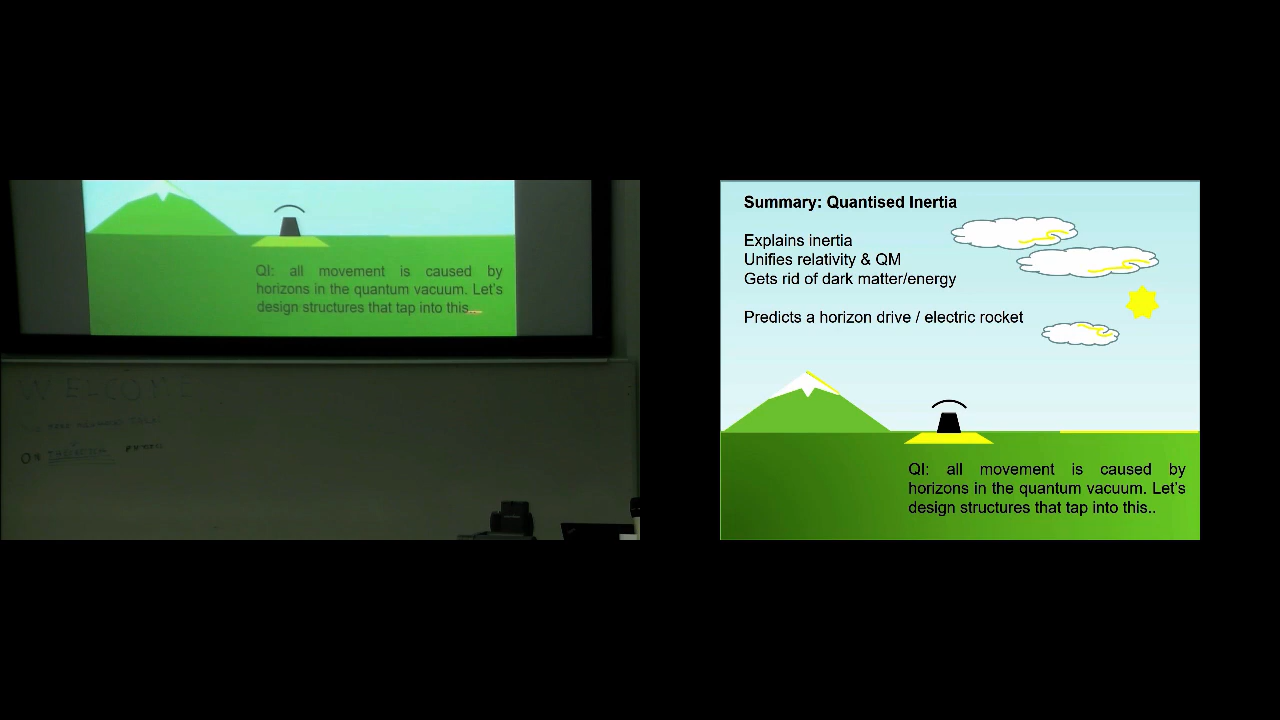 QI: all movement is caused by
horizons in the quantum vacuum. Let's
design structures that tap into this..
WELCOME
Summary: Quantised Inertia
Explains inertia
Unifies relativity & QM
Gets rid of dark matter/energy
Predicts a horizon drive / electric rocket
QI: all movement is caused by
horizons in the quantum vacuum. Let's
design structures that tap into this..